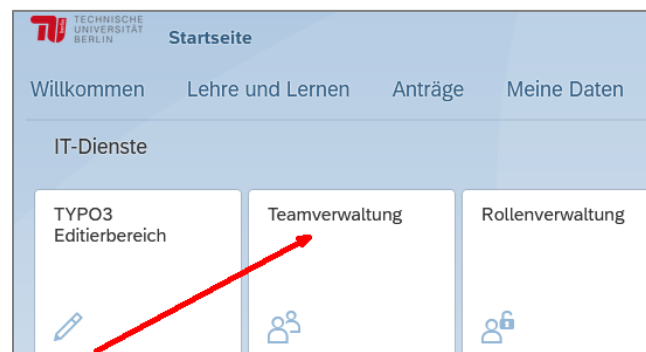 TECHNISCHE
UNIVERSITÄT
BERLIN
Startseite
Willkommen Lehre und Lernen Anträge Meine Daten
IT-Dienste
TYPO3
Editierbereich
Teamverwaltung
Rollenverwaltung